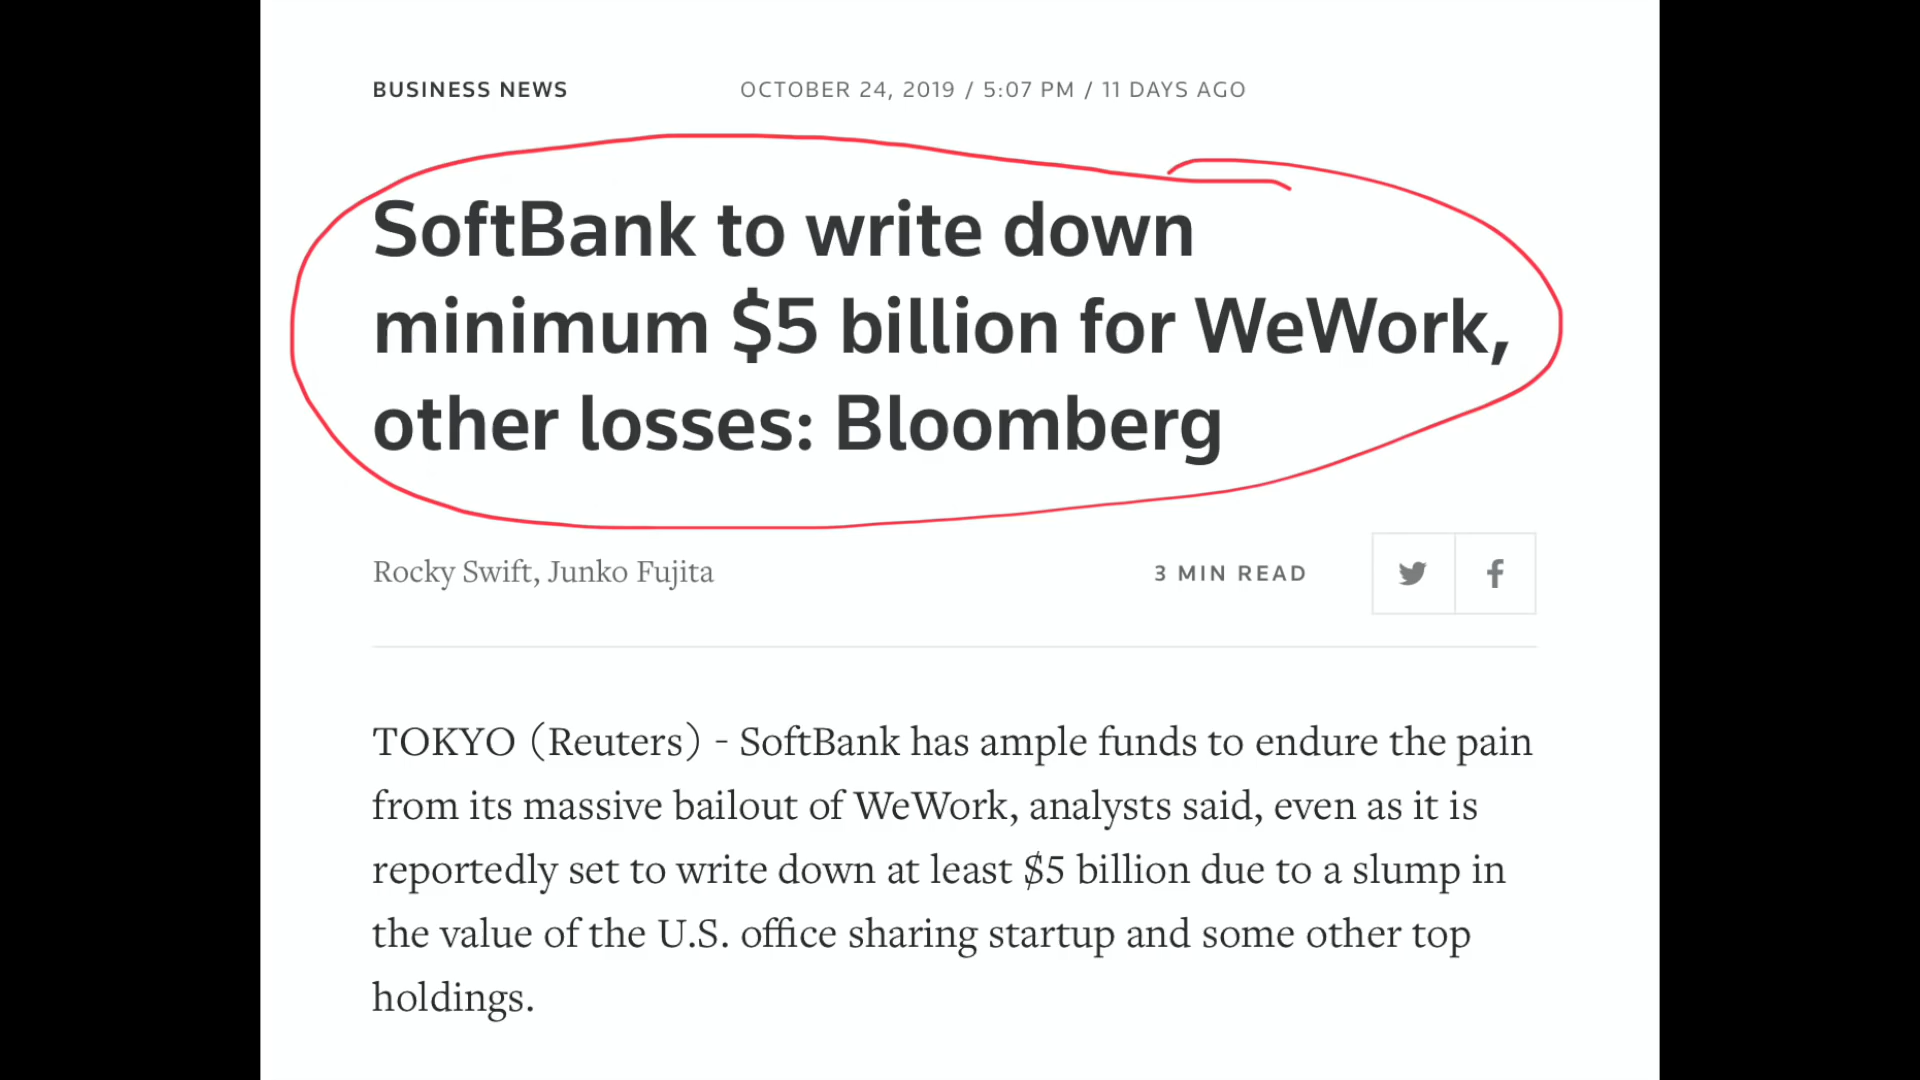 BUSINESS NEWS OCTOBER 24, 2019 / 5:07 PM / 11 DAYS AGO
SoftBank to write down
minimum $5 billion for WeWork,
other losses: Bloomberg
Rocky Swift, Junko Fujita 3 MIN READ
TOKYO (Reuters) - SoftBank has ample funds to endure the pain
from its massive bailout of WeWork, analysts said, even as it is
reportedly set to write down at least $5 billion due to a slump in
the value of the U.S. office sharing startup and some other top
holdings.